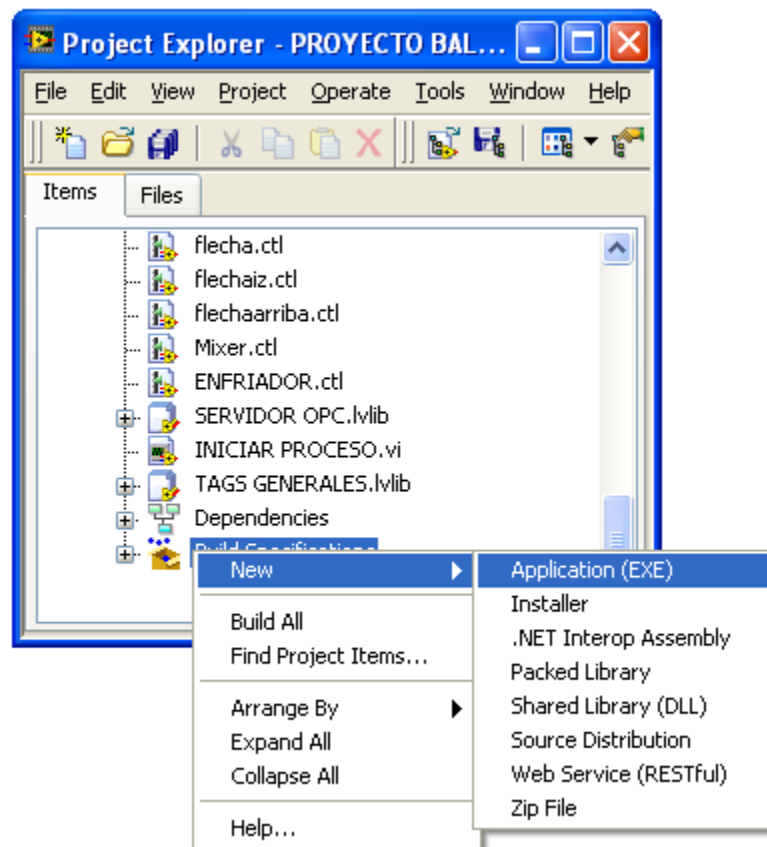 Project Explorer - PROYECTO BAL...
File Edit View Project Operate Tools Window Help
Items Files
flecha.ctl
flechaiz.ctl
flechaarriba.ctl
Mixer.ctl
ENFRIADOR.ctl
SERVIDOR OPC.lvlib
INICIAR PROCESO.vi
TAGS GENERALES.lvlib
Dependencies
Build Specifications
New
Build All
Find Project Items...
Arrange By
Expand All
Collapse All
Help...
Application (EXE)
Installer
.NET Interop Assembly
Packed Library
Shared Library (DLL)
Source Distribution
Web Service (RESTful)
Zip File